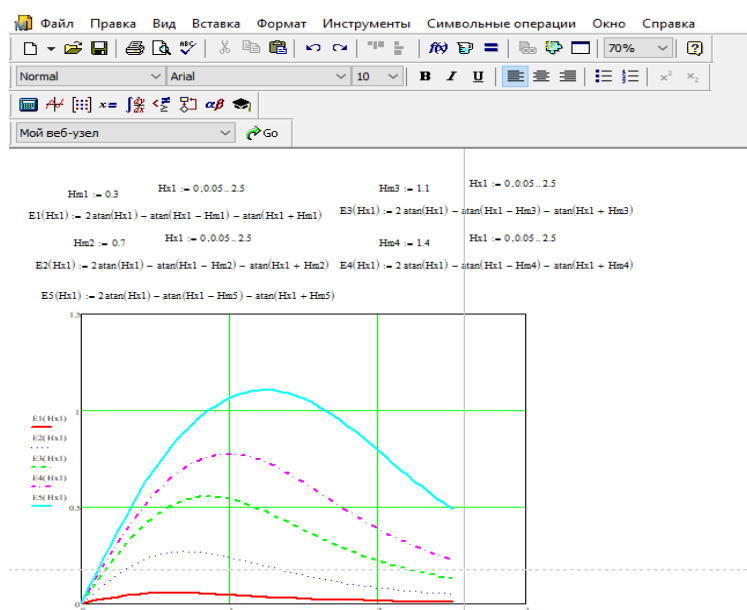 Файл Правка Вид Вставка Формат Инструменты Символьные операции Окно Справка
70%
Normal Arial 10 B I U
Мой веб-узел Go
Hm1 := 0.3 Hx1 := 0,0.05.. 2.5 Hm3 := 1.1 Hx1 := 0,0.05.. 2.5
E1(Hx1) := 2atan(Hx1) − atan(Hx1 − Hm1) − atan(Hx1 + Hm1) E3(Hx1) := 2 atan(Hx1) − atan(Hx1 − Hm3) − atan(Hx1 + Hm3)
Hm2 := 0.7 Hx1 := 0,0.05.. 2.5 Hm4 := 1.4 Hx1 := 0,0.05.. 2.5
E2(Hx1) := 2atan(Hx1) − atan(Hx1 − Hm2) − atan(Hx1 + Hm2) E4(Hx1) := 2 atan(Hx1) − atan(Hx1 − Hm4) − atan(Hx1 + Hm4)
E5(Hx1) := 2atan(Hx1) − atan(Hx1 − Hm5) − atan(Hx1 + Hm5)
1.5
1
E1(Hx1)
E2(Hx1)
E3(Hx1)
E4(Hx1)
E5(Hx1)
0.5
0